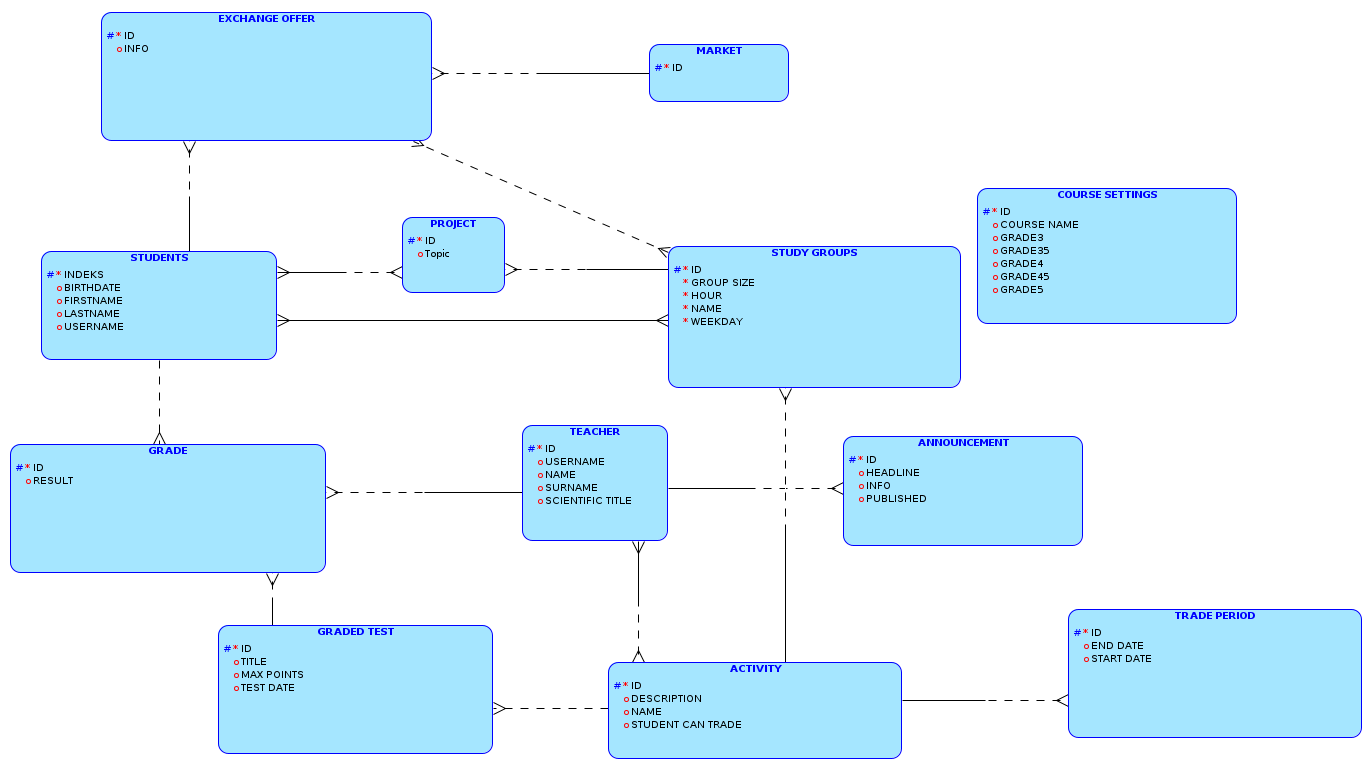 EXCHANGE OFFER
#* ID
INFO
MARKET
#* ID
COURSE SETTINGS
#* ID
COURSE NAME
GRADE3
GRADE35
GRADE4
GRADE45
GRADE5
PROJECT
#* ID
Topic
STUDENTS
#* INDEKS
BIRTHDATE
FIRSTNAME
LASTNAME
USERNAME
STUDY GROUPS
#* ID
* GROUP SIZE
* HOUR
* NAME
* WEEKDAY
GRADE
#* ID
RESULT
TEACHER
#* ID
USERNAME
NAME
SURNAME
SCIENTIFIC TITLE
ANNOUNCEMENT
#* ID
HEADLINE
INFO
PUBLISHED
GRADED TEST
#* ID
TITLE
MAX POINTS
TEST DATE
ACTIVITY
#* ID
DESCRIPTION
NAME
STUDENT CAN TRADE
TRADE PERIOD
#* ID
END DATE
START DATE